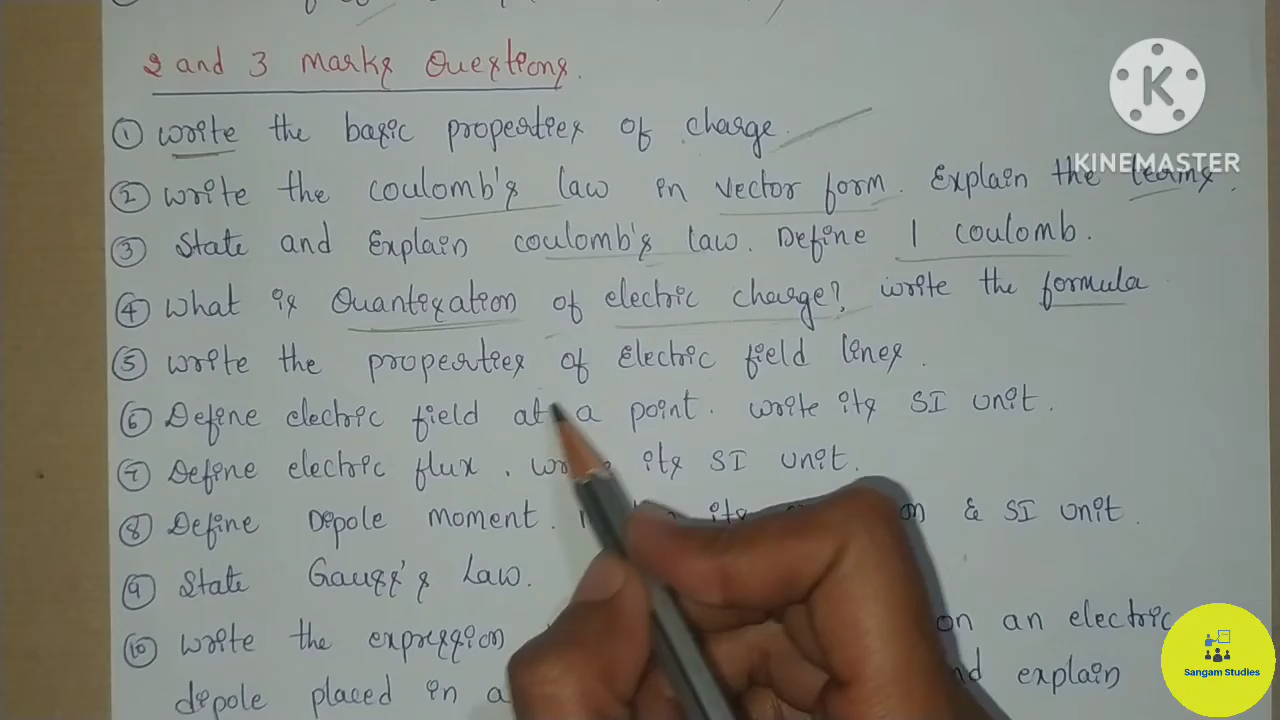 2 and 3 Marks Questions.
① Write the basic properties of charge.
② Write the coulomb's law in vector form. Explain the terms.
③ State and Explain coulomb's law. Define 1 coulomb.
④ What is Quantization of electric charge? write the formula
⑤ Write the properties of Electric field lines.
⑥ Define electric field at a point. write its SI unit.
⑦ Define electric flux. its SI unit.
⑧ Define Dipole moment. its & SI unit.
⑨ State Gauss's Law.
⑩ Write the expression on an electric
dipole placed in a explain
KINEMASTER
Sangam Studies